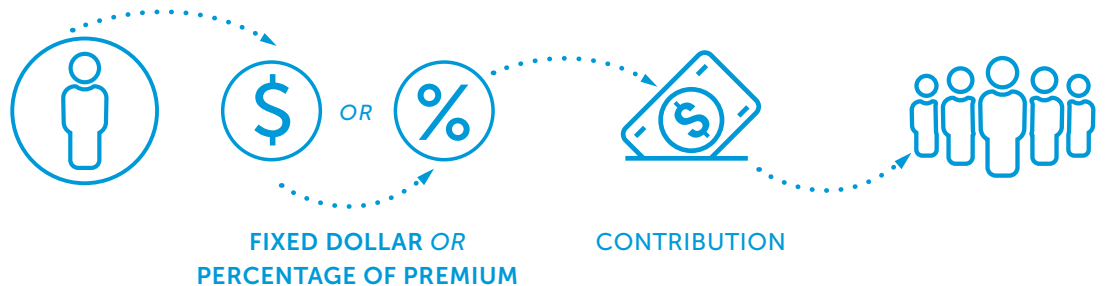 $ OR % $
FIXED DOLLAR OR CONTRIBUTION
PERCENTAGE OF PREMIUM